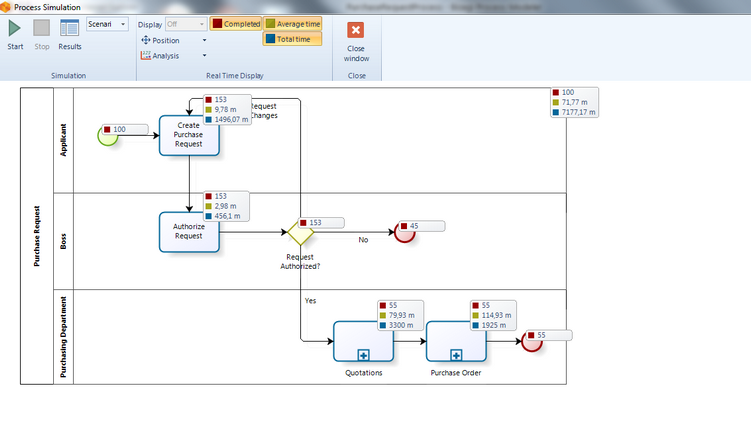 Process Simulation
Start
Stop
Results
Scenari
Simulation
Display
Off
Position
Analysis
Completed
Average time
Total time
Real Time Display
Close
window
Close
100
71,77 m
7177,17 m
Purchase Request
Applicant
100
153
9,78 m
1496,07 m
Create
Purchase
Request
equest
hanges
Boss
153
2,98 m
456,1 m
Authorize
Request
153
Request
Authorized?
No
45
Purchasing Department
Yes
55
79,93 m
3300 m
Quotations
55
114,93 m
1925 m
Purchase Order
55